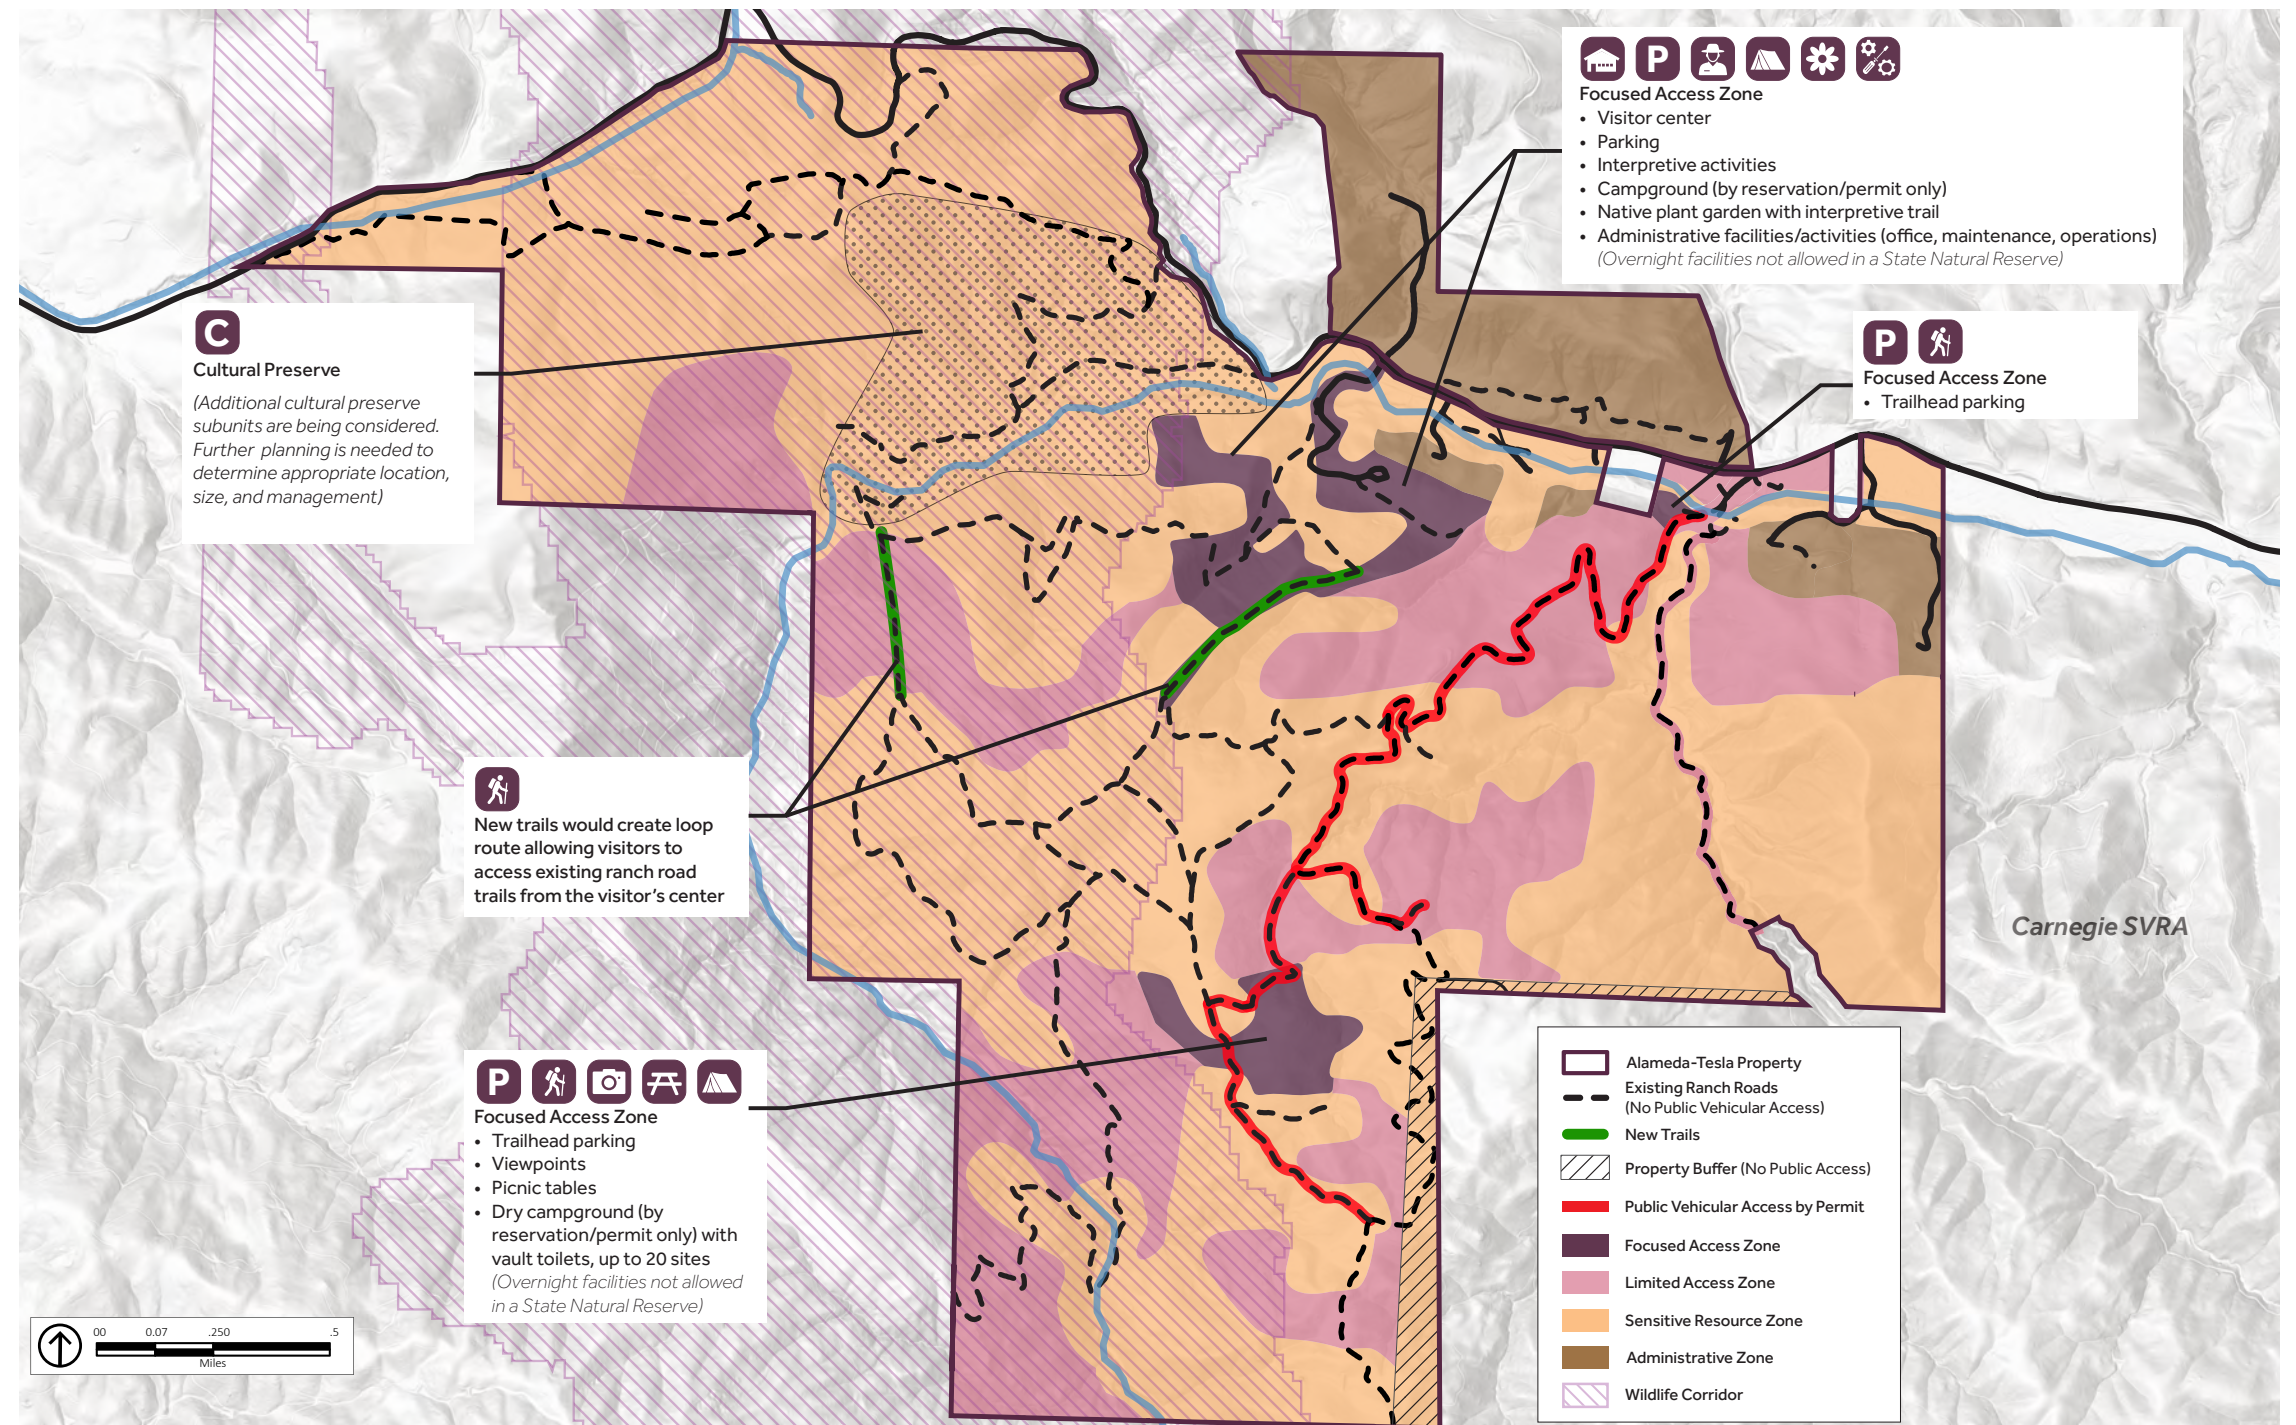 P
Focused Access Zone
• Visitor center
• Parking
• Interpretive activities
• Campground (by reservation/permit only)
• Native plant garden with interpretive trail
• Administrative facilities/activities (office, maintenance, operations)
(Overnight facilities not allowed in a State Natural Reserve)
P
Focused Access Zone
• Trailhead parking
C
Cultural Preserve
(Additional cultural preserve
subunits are being considered.
Further planning is needed to
determine appropriate location,
size, and management)
New trails would create loop
route allowing visitors to
access existing ranch road
trails from the visitor's center
Carnegie SVRA
P
Focused Access Zone
• Trailhead parking
• Viewpoints
• Picnic tables
• Dry campground (by
reservation/permit only) with
vault toilets, up to 20 sites
(Overnight facilities not allowed
in a State Natural Reserve)
Alameda-Tesla Property
Existing Ranch Roads
(No Public Vehicular Access)
New Trails
Property Buffer (No Public Access)
Public Vehicular Access by Permit
Focused Access Zone
Limited Access Zone
Sensitive Resource Zone
Administrative Zone
Wildlife Corridor
00 0.07 .250 .5
Miles